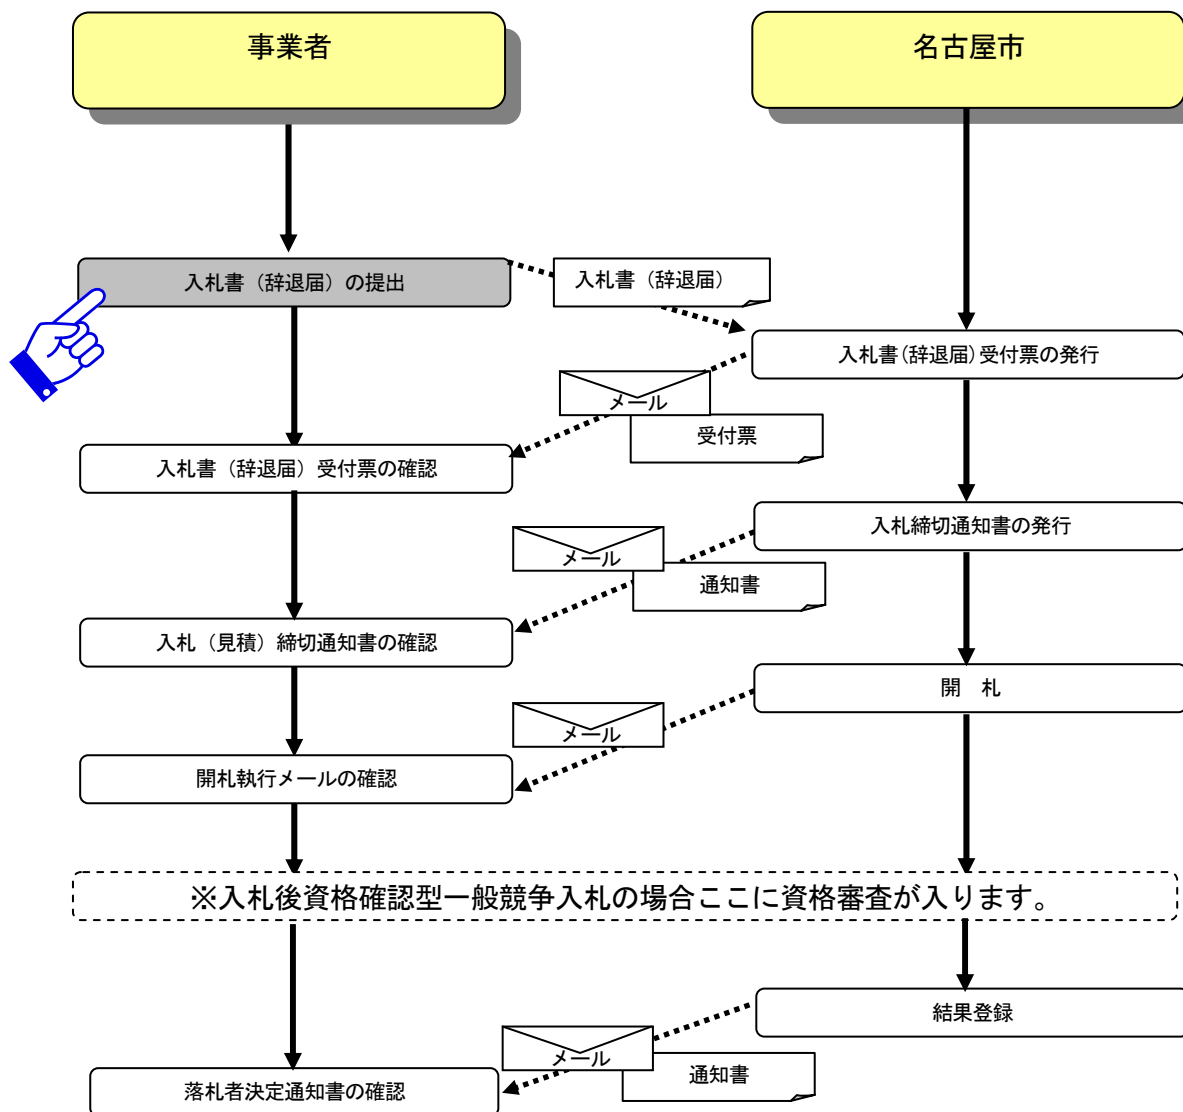 事業者
名古屋市
入札書（辞退届）の提出
入札書（辞退届）
入札書(辞退届)受付票の発行
メール
受付票
入札書（辞退届）受付票の確認
入札締切通知書の発行
メール
通知書
入札（見積）締切通知書の確認
開　札
メール
開札執行メールの確認
※入札後資格確認型一般競争入札の場合ここに資格審査が入ります。
結果登録
メール
通知書
落札者決定通知書の確認